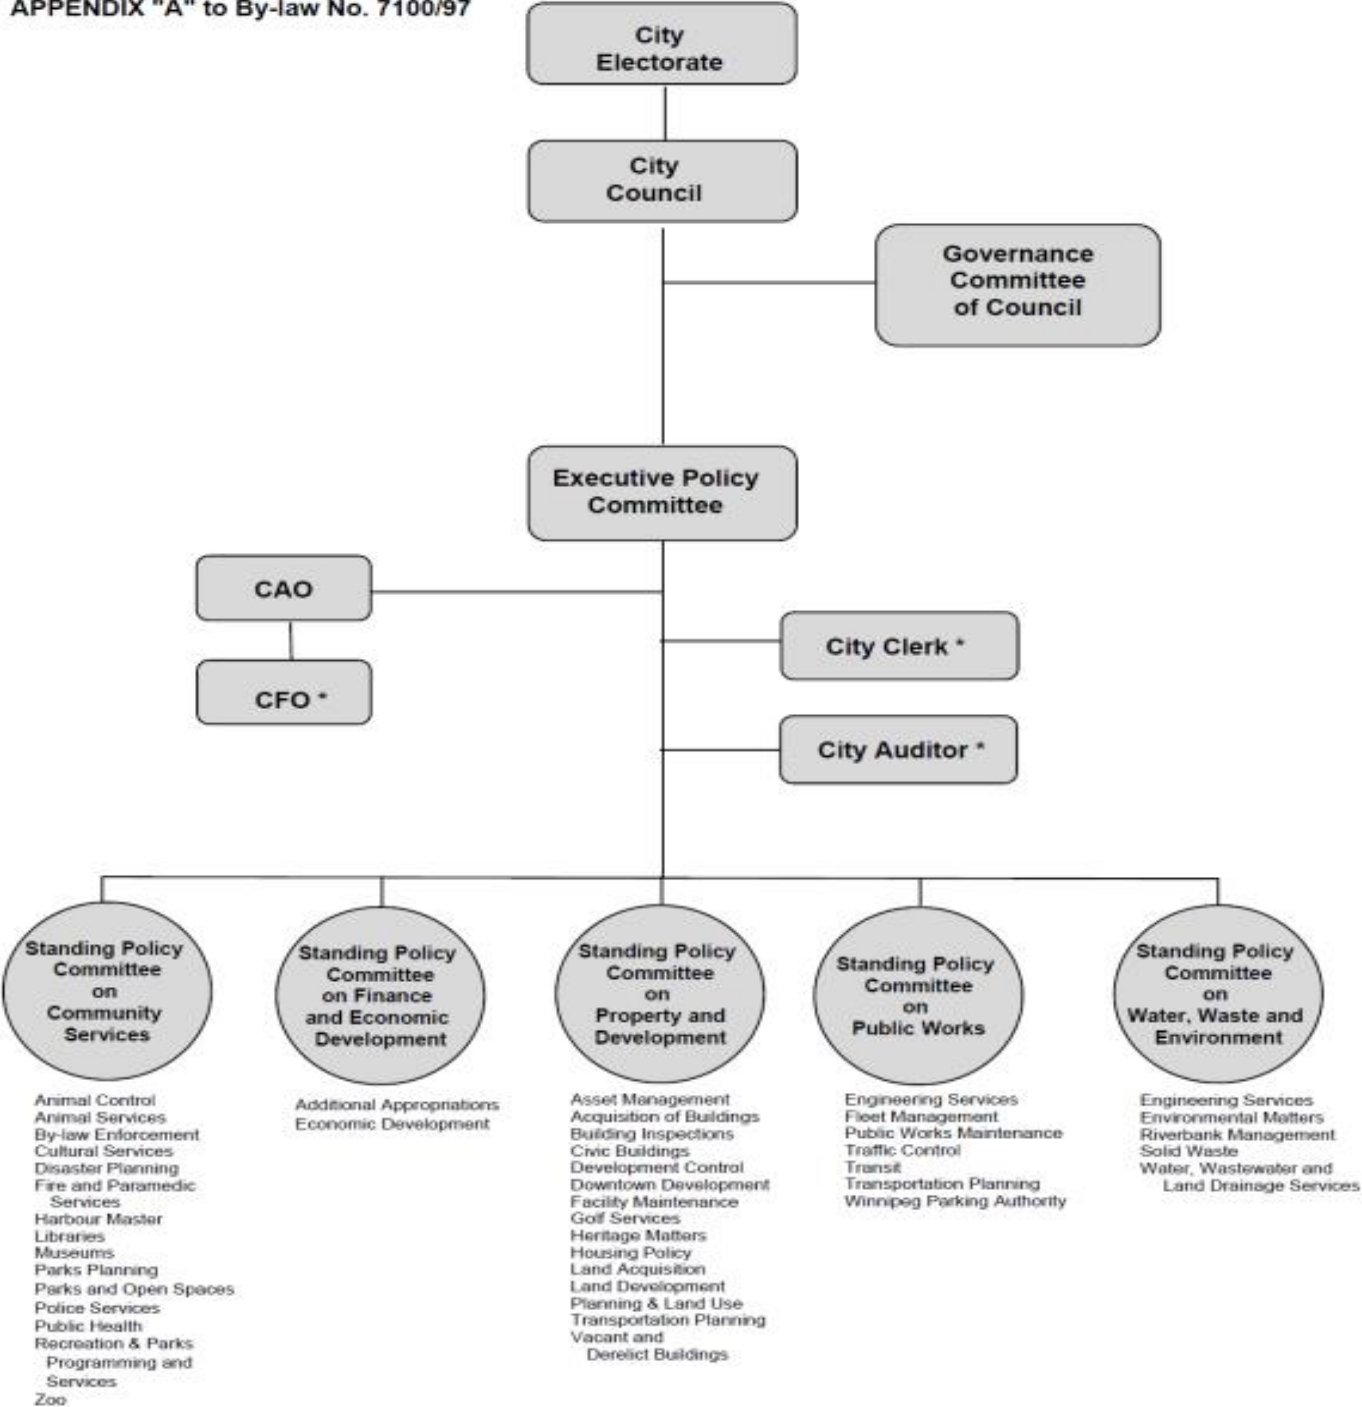 APPENDIX "A" to By-law No. 7100/97
City
Electorate
City
Council
Governance
Committee
of Council
Executive Policy
Committee
CAO
CFO *
City Clerk *
City Auditor *
Standing Policy
Committee
on
Community
Services
Animal Control
Animal Services
By-law Enforcement
Cultural Services
Disaster Planning
Fire and Paramedic
Services
Harbour Master
Libraries
Museums
Parks Planning
Parks and Open Spaces
Police Services
Public Health
Recreation & Parks
Programming and
Services
Zoo
Standing Policy
Committee
on Finance
and Economic
Development
Additional Appropriations
Economic Development
Standing Policy
Committee
on
Property and
Development
Asset Management
Acquisition of Buildings
Building Inspections
Civic Buildings
Development Control
Downtown Development
Facility Maintenance
Golf Services
Heritage Matters
Housing Policy
Land Acquisition
Land Development
Planning & Land Use
Transportation Planning
Vacant and
Derelict Buildings
Standing Policy
Committee
on
Public Works
Engineering Services
Fleet Management
Public Works Maintenance
Traffic Control
Transit
Transportation Planning
Winnipeg Parking Authority
Standing Policy
Committee
on
Water, Waste and
Environment
Engineering Services
Environmental Matters
Riverbank Management
Solid Waste
Water, Wastewater and
Land Drainage Services